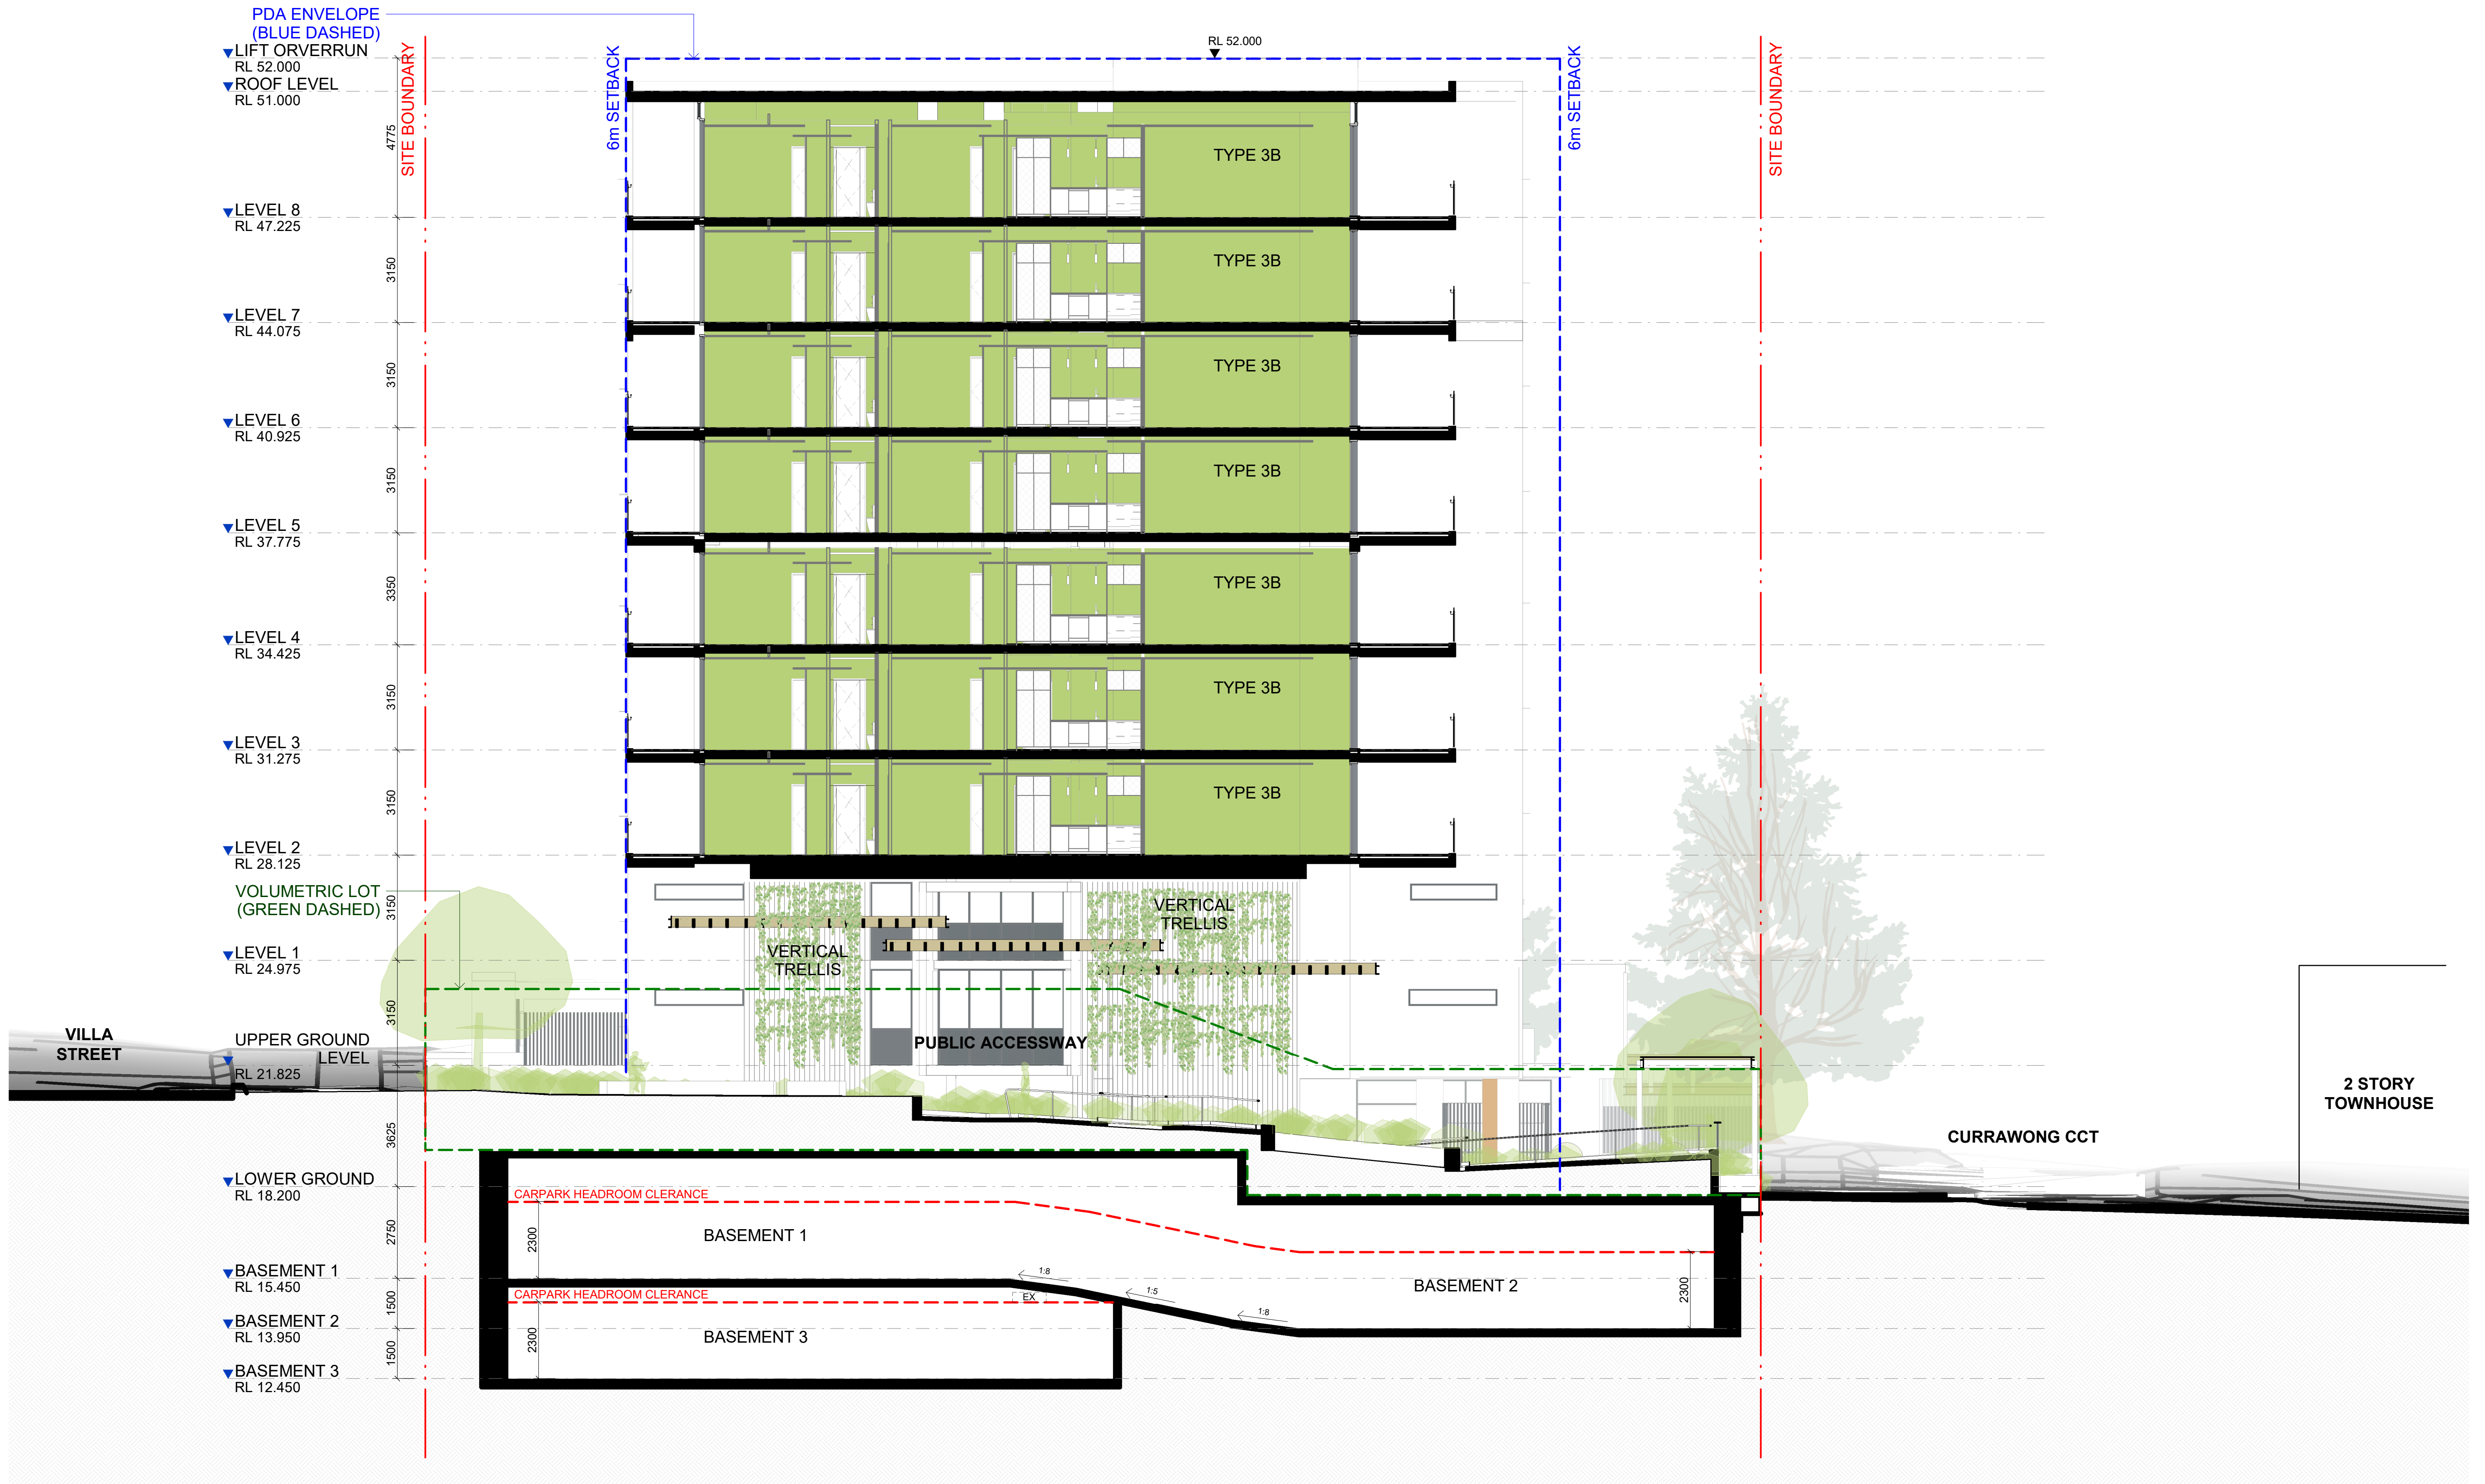 PDA ENVELOPE
(BLUE DASHED)
LIFT ORVERRUN
RL 52.000
ROOF LEVEL
RL 51.000
4775
LEVEL 8
RL 47.225
3150
LEVEL 7
RL 44.075
3150
LEVEL 6
RL 40.925
3150
LEVEL 5
RL 37.775
3350
LEVEL 4
RL 34.425
3150
LEVEL 3
RL 31.275
3150
LEVEL 2
RL 28.125
VOLUMETRIC LOT
(GREEN DASHED)
3150
LEVEL 1
RL 24.975
3150
UPPER GROUND
LEVEL
RL 21.825
3625
LOWER GROUND
RL 18.200
2750
BASEMENT 1
RL 15.450
1500
BASEMENT 2
RL 13.950
1500
BASEMENT 3
RL 12.450
SITE BOUNDARY
6m SETBACK
RL 52.000
6m SETBACK
SITE BOUNDARY
TYPE 3B
TYPE 3B
TYPE 3B
TYPE 3B
TYPE 3B
TYPE 3B
TYPE 3B
VERTICAL
TRELLIS
VERTICAL
TRELLIS
PUBLIC ACCESSWAY
VILLA
STREET
2 STORY
TOWNHOUSE
CURRAWONG CCT
CARPARK HEADROOM CLERANCE
2300
BASEMENT 1
1:8
1:5
1:8
BASEMENT 2
2300
CARPARK HEADROOM CLERANCE
EX
2300
BASEMENT 3